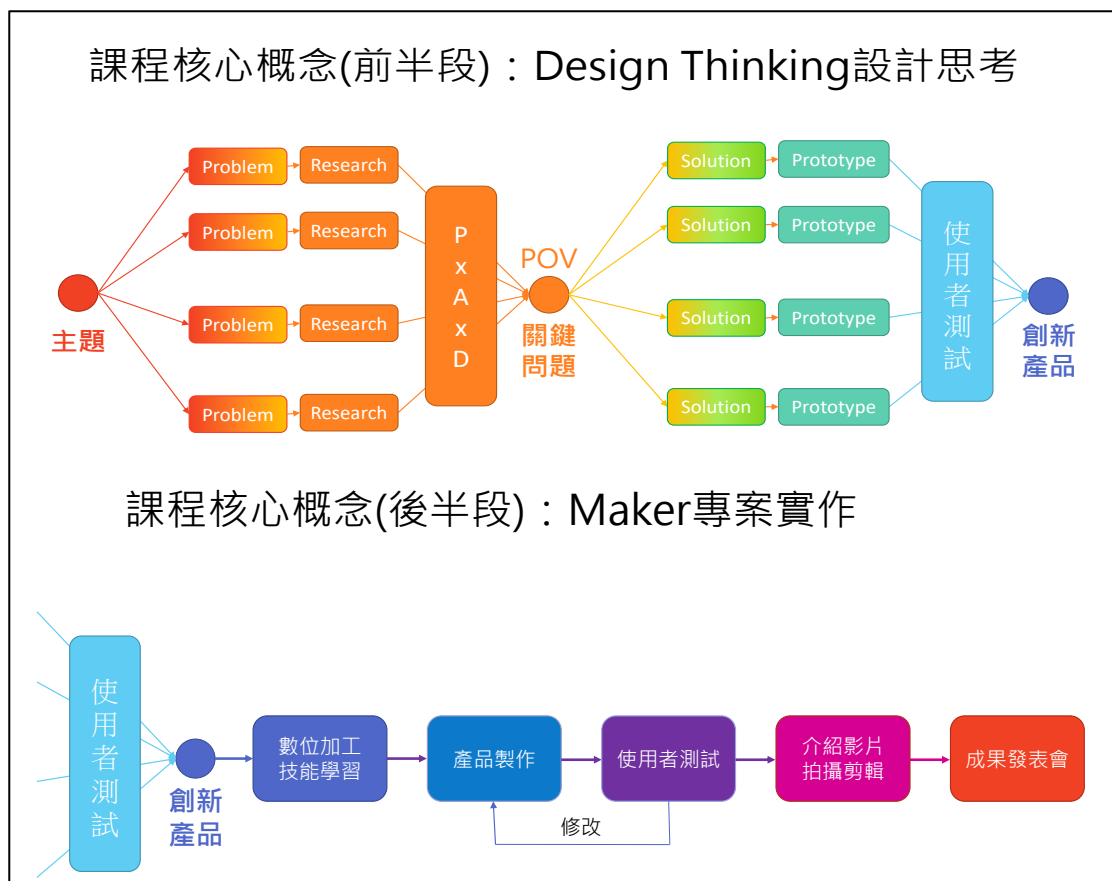 課程核心概念(前半段)：Design Thinking設計思考
Problem
Research
Problem
Research
Problem
Research
Problem
Research
主題
P
x
A
x
D
POV
關鍵
問題
Solution
Prototype
Solution
Prototype
Solution
Prototype
Solution
Prototype
使
用
者
測
試
創新
產品
課程核心概念(後半段)：Maker專案實作
使
用
者
測
試
創新
產品
數位加工
技能學習
產品製作
使用者測試
介紹影片
拍攝剪輯
成果發表會
修改